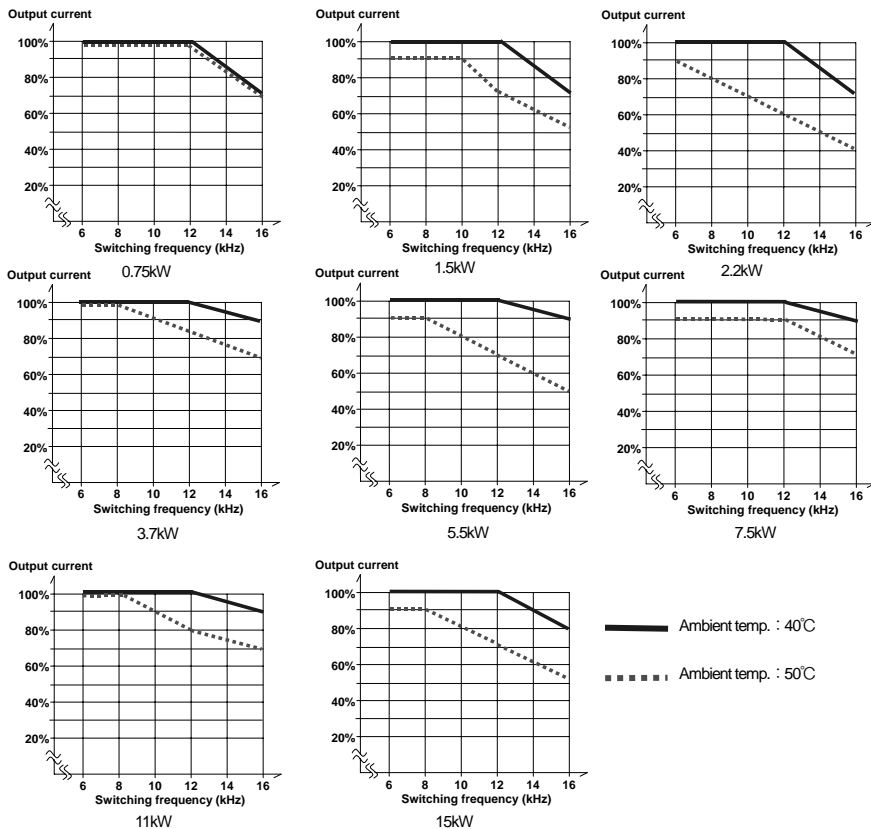 Output current
100%
80%
60%
40%
20%
6 8 10 12 14 16
Switching frequency (kHz)
0.75kW
Output current
100%
80%
60%
40%
20%
6 8 10 12 14 16
Switching frequency (kHz)
1.5kW
Output current
100%
80%
60%
40%
20%
6 8 10 12 14 16
Switching frequency (kHz)
2.2kW
Output current
100%
80%
60%
40%
20%
6 8 10 12 14 16
Switching frequency (kHz)
3.7kW
Output current
100%
80%
60%
40%
20%
6 8 10 12 14 16
Switching frequency (kHz)
5.5kW
Output current
100%
80%
60%
40%
20%
6 8 10 12 14 16
Switching frequency (kHz)
7.5kW
Output current
100%
80%
60%
40%
20%
6 8 10 12 14 16
Switching frequency (kHz)
11kW
Output current
100%
80%
60%
40%
20%
6 8 10 12 14 16
Switching frequency (kHz)
15kW
Ambient temp. : 40℃
Ambient temp. : 50℃